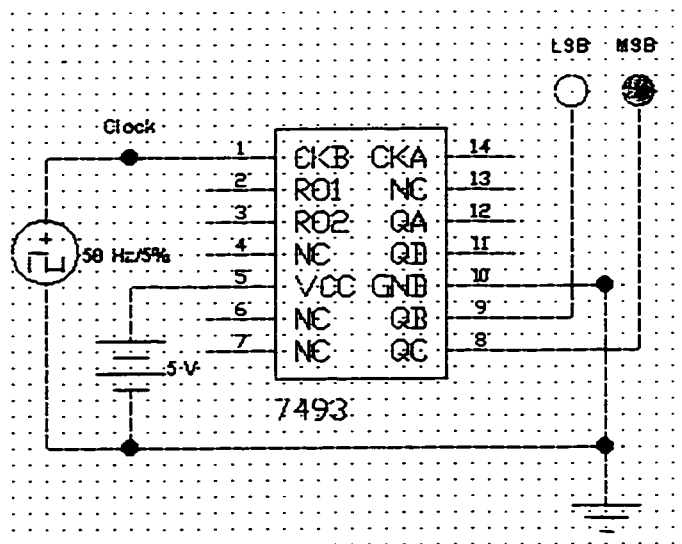 LSB MSB
Clock
1 CKB CKA 14
2 RO1 NC 13
3 RO2 QA 12
4 NC QD 11
5 VCC GND 10
6 NC QB 9
7 NC QC 8
50 Hz/5%
5 V
7493